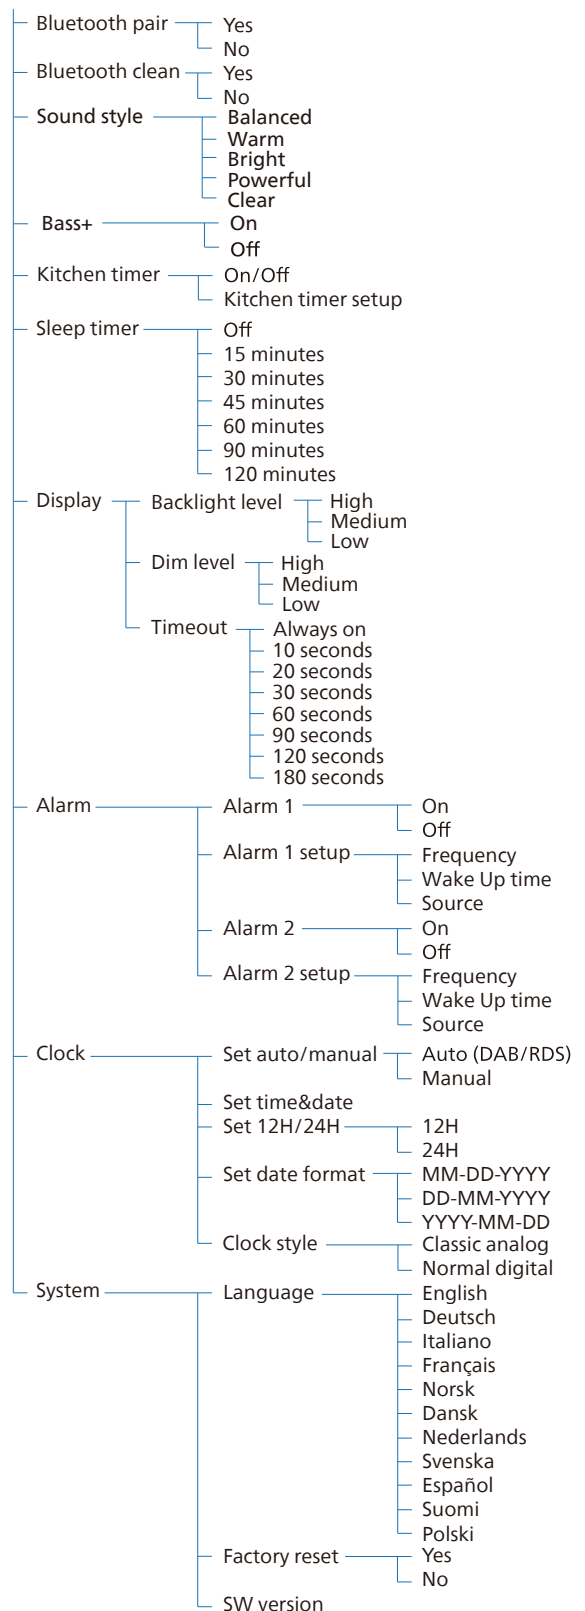 Bluetooth pair Yes
No
Bluetooth clean Yes
No
Sound style Balanced
Warm
Bright
Powerful
Clear
Bass+ On
Off
Kitchen timer On/Off
Kitchen timer setup
Sleep timer Off
15 minutes
30 minutes
45 minutes
60 minutes
90 minutes
120 minutes
Display Backlight level High
Medium
Low
Dim level High
Medium
Low
Timeout Always on
10 seconds
20 seconds
30 seconds
60 seconds
90 seconds
120 seconds
180 seconds
Alarm Alarm 1 On
Off
Alarm 1 setup Frequency
Wake Up time
Source
Alarm 2 On
Off
Alarm 2 setup Frequency
Wake Up time
Source
Clock Set auto/manual Auto (DAB/RDS)
Manual
Set time&date
Set 12H/24H 12H
24H
Set date format MM-DD-YYYY
DD-MM-YYYY
YYYY-MM-DD
Clock style Classic analog
Normal digital
System Language English
Deutsch
Italiano
Français
Norsk
Dansk
Nederlands
Svenska
Español
Suomi
Polski
Factory reset Yes
No
SW version